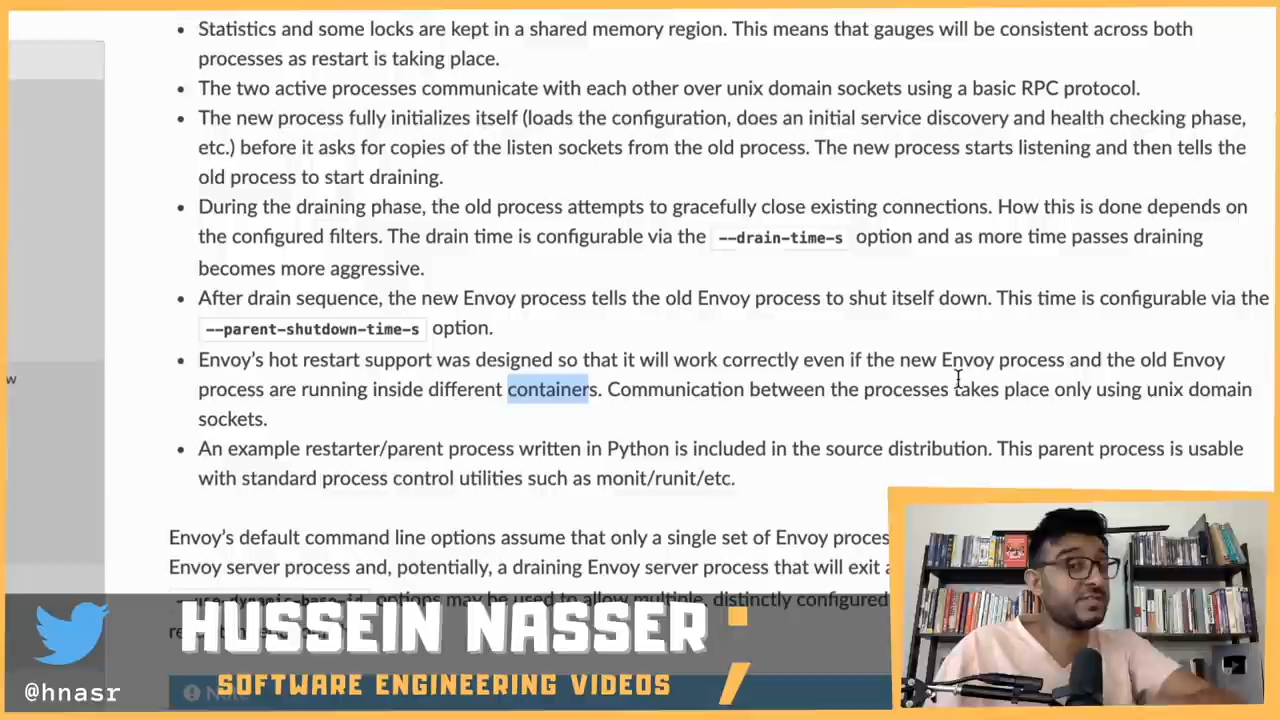 Statistics and some locks are kept in a shared memory region. This means that gauges will be consistent across both
processes as restart is taking place.
The two active processes communicate with each other over unix domain sockets using a basic RPC protocol.
The new process fully initializes itself (loads the configuration, does an initial service discovery and health checking phase,
etc.) before it asks for copies of the listen sockets from the old process. The new process starts listening and then tells the
old process to start draining.
During the draining phase, the old process attempts to gracefully close existing connections. How this is done depends on
the configured filters. The drain time is configurable via the --drain-time-s option and as more time passes draining
becomes more aggressive.
After drain sequence, the new Envoy process tells the old Envoy process to shut itself down. This time is configurable via the
--parent-shutdown-time-s option.
w
Envoy's hot restart support was designed so that it will work correctly even if the new Envoy process and the old Envoy
process are running inside different containers. Communication between the processes takes place only using unix domain
sockets.
An example restarter/parent process written in Python is included in the source distribution. This parent process is usable
with standard process control utilities such as monit/runit/etc.
Envoy's default command line options assume that only a single set of Envoy proces
Envoy server process and, potentially, a draining Envoy server process that will exit a
options may be used to allow multiple, distinctly configured
HUSSEIN NASSER
SOFTWARE ENGINEERING VIDEOS
@hnasr